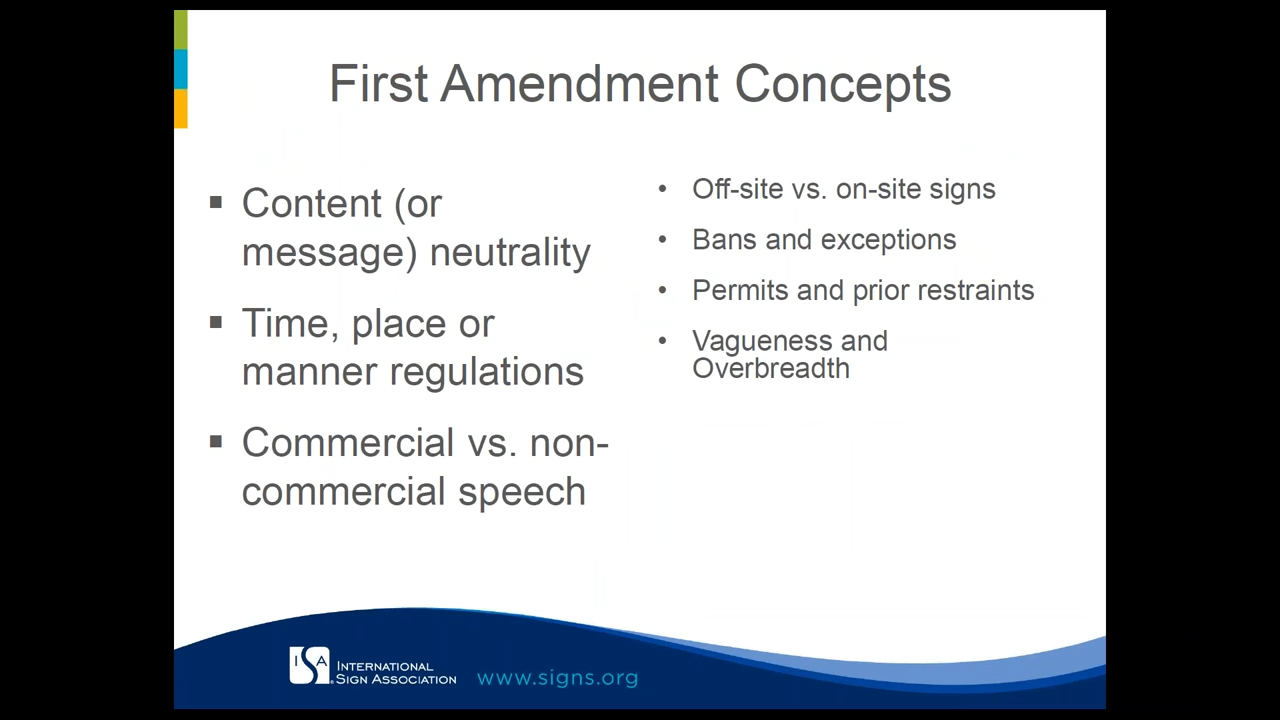 First Amendment Concepts
▪ Content (or
message) neutrality
▪ Time, place or
manner regulations
▪ Commercial vs. non-
commercial speech
• Off-site vs. on-site signs
• Bans and exceptions
• Permits and prior restraints
• Vagueness and
Overbreadth
ISA
INTERNATIONAL
SIGN ASSOCIATION
www.signs.org